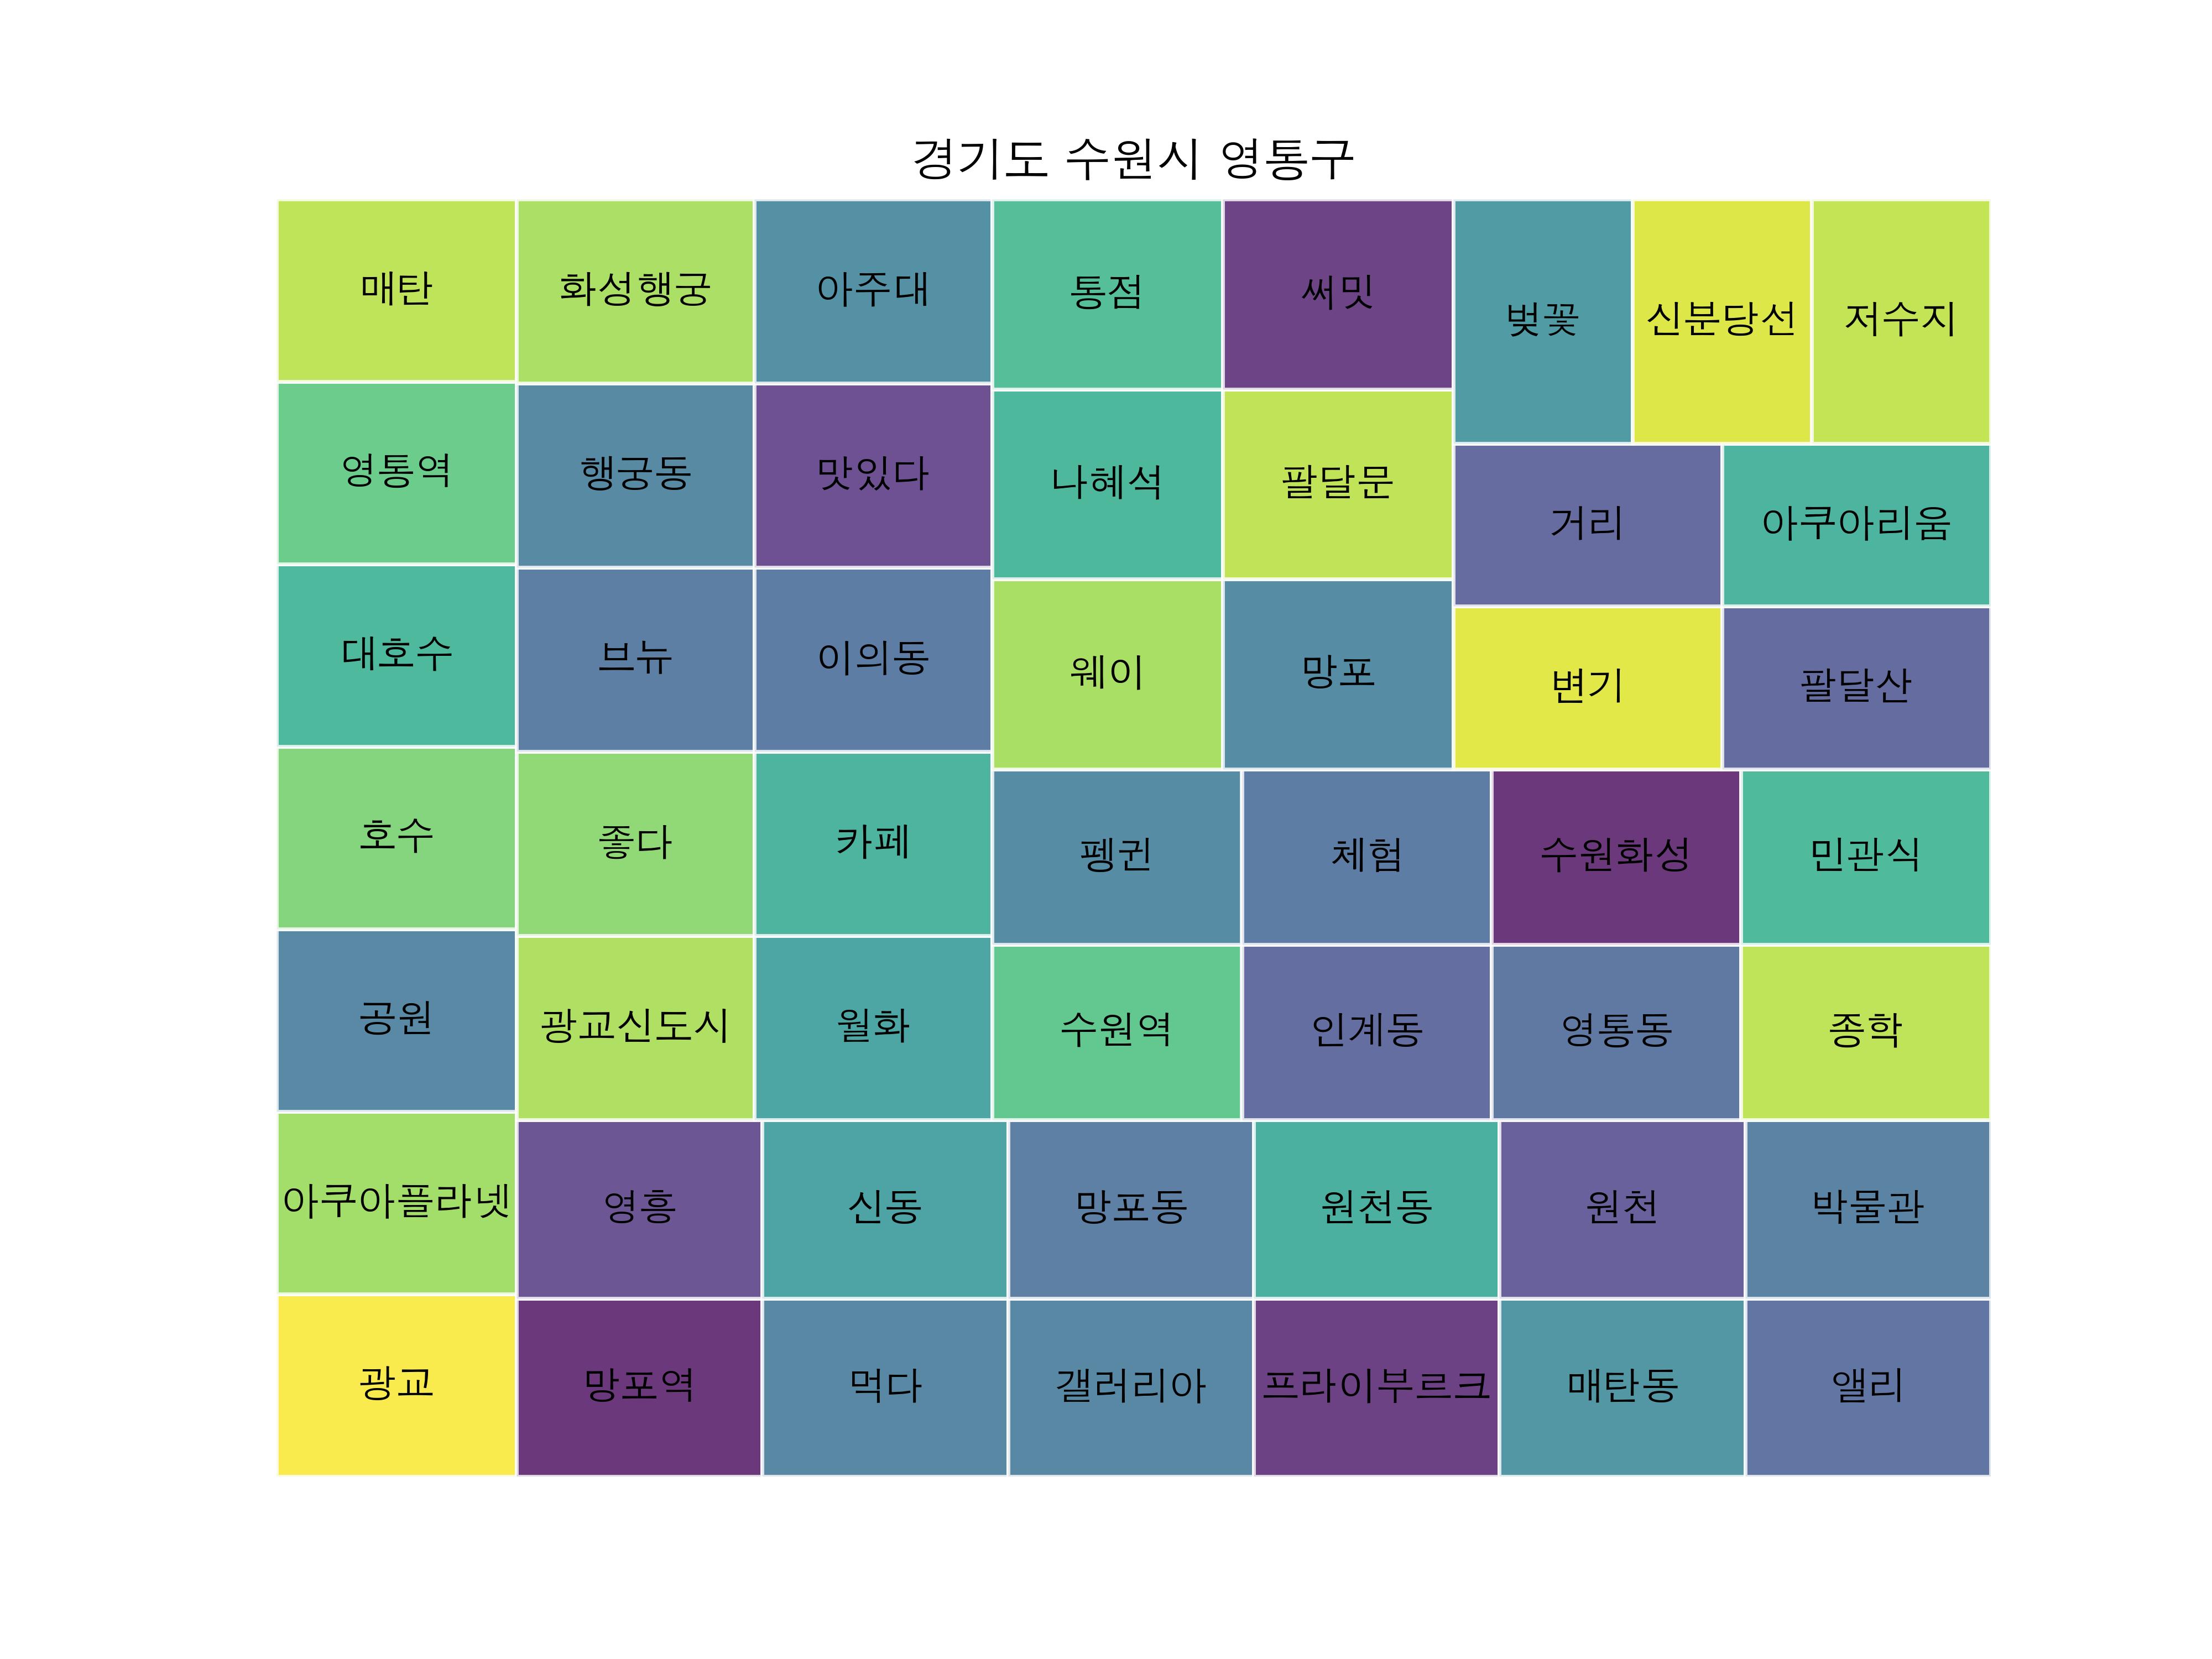 경기도 수원시 영통구
매탄 화성행궁 아주대 통점 써밋 벚꽃 신분당선 저수지
영통역 행궁동 맛있다 나혜석 팔달문 거리 아쿠아리움
대호수 브뉴 이의동 웨이 망포 변기 팔달산
호수 좋다 카페 펭귄 체험 수원화성 민관식
공원 광교신도시 월화 수원역 인계동 영통동 종학
아쿠아플라넷 영흥 신동 망포동 원천동 원천 박물관
광교 망포역 먹다 갤러리아 프라이부르크 매탄동 앨리